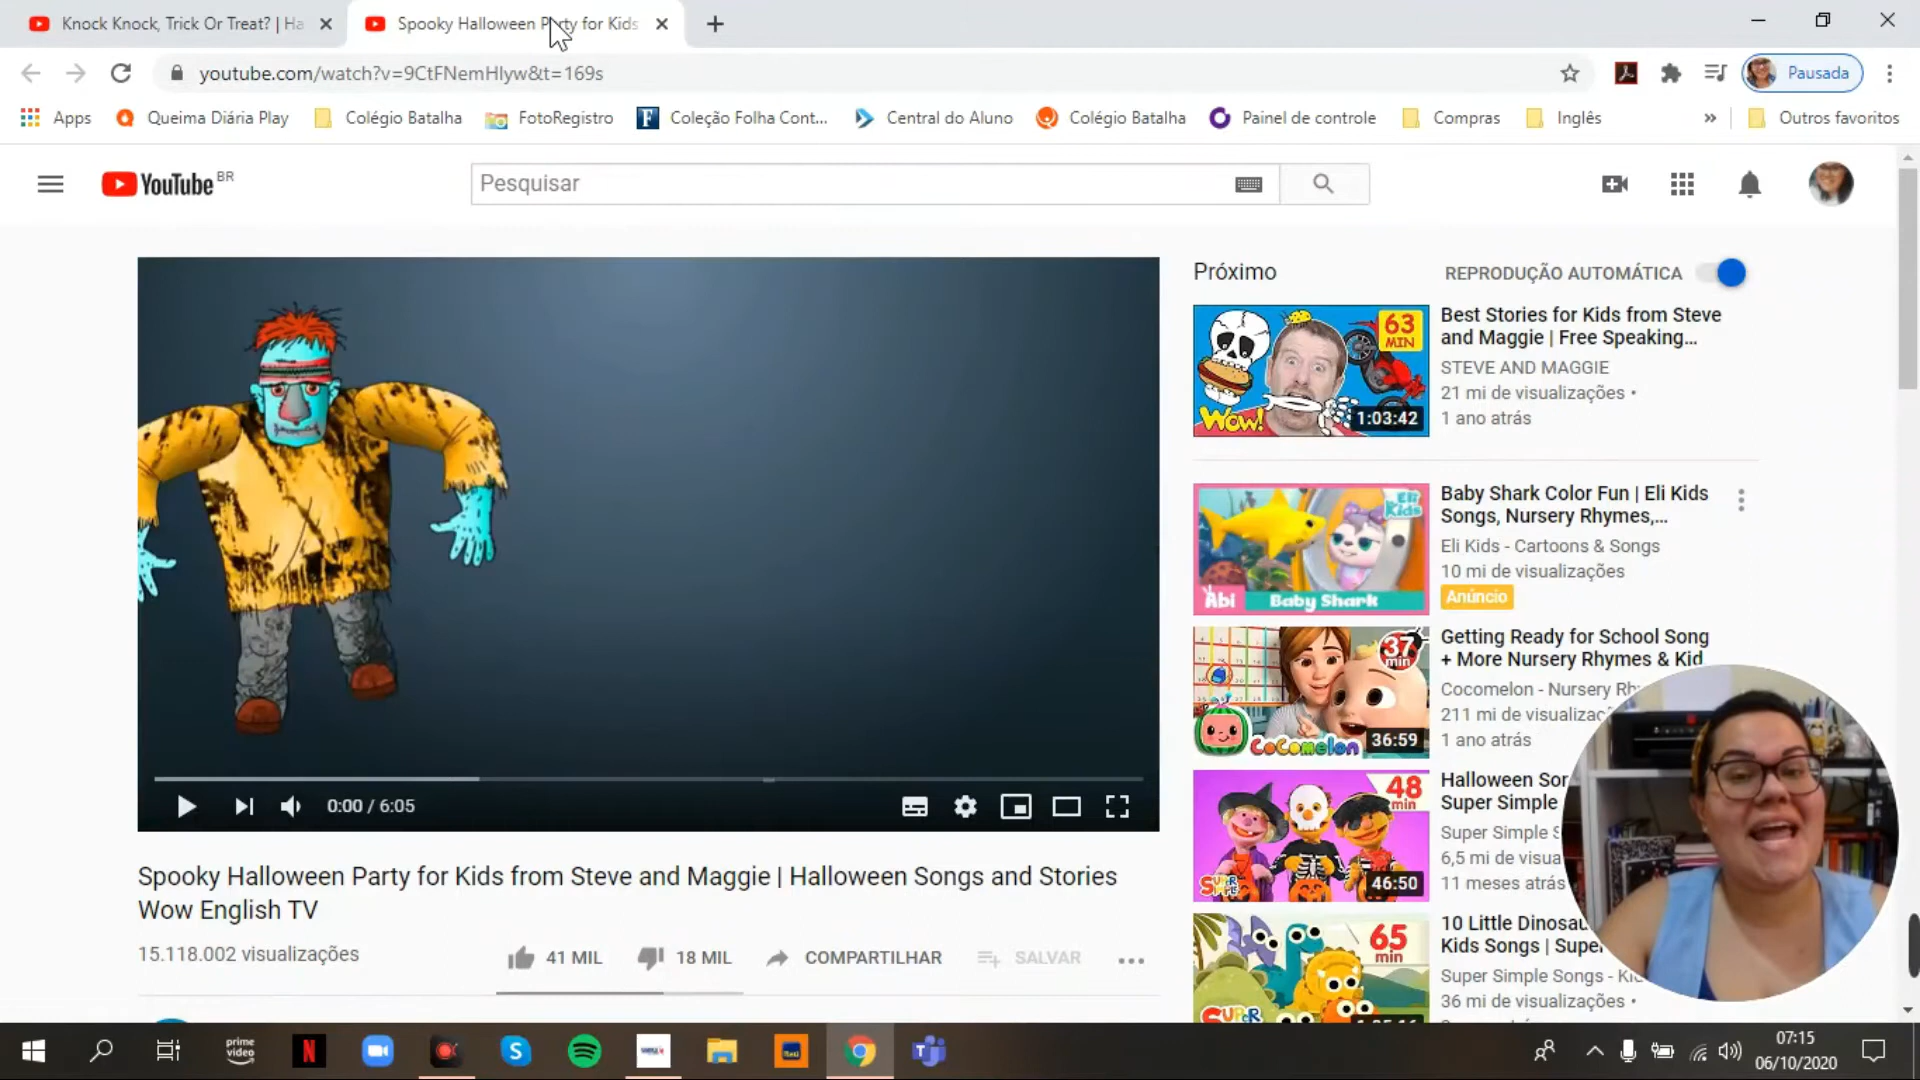 Knock Knock, Trick Or Treat? | Ha
Spooky Halloween Party for Kids
youtube.com/watch?v=9CtFNemHlyw&t=169s
Pausada
Apps
Queima Diária Play
Colégio Batalha
FotoRegistro
Coleção Folha Cont...
Central do Aluno
Colégio Batalha
Painel de controle
Compras
Inglês
»
Outros favoritos
YouTube BR
Pesquisar
Próximo
REPRODUÇÃO AUTOMÁTICA
63 MIN
WOW!
1:03:42
Best Stories for Kids from Steve
and Maggie | Free Speaking...
STEVE AND MAGGIE
21 mi de visualizações •
1 ano atrás
Eli Kids
Abi
Baby Shark
Baby Shark Color Fun | Eli Kids
Songs, Nursery Rhymes,...
Eli Kids - Cartoons & Songs
10 mi de visualizações
Anúncio
37 min
COCOMELON
36:59
Getting Ready for School Song
+ More Nursery Rhymes & Kid
Cocomelon - Nursery Rh
211 mi de visualizaç
1 ano atrás
48 min
SUPER SIMPLE
46:50
Halloween Sor
Super Simple
Super Simple S
6,5 mi de visua
11 meses atrás
65 min
SUPER
10 Little Dinosau
Kids Songs | Super
Super Simple Songs - Ki
36 mi de visualizações •
0:00 / 6:05
Spooky Halloween Party for Kids from Steve and Maggie | Halloween Songs and Stories
Wow English TV
15.118.002 visualizações
41 MIL
18 MIL
COMPARTILHAR
SALVAR
prime video
07:15
06/10/2020